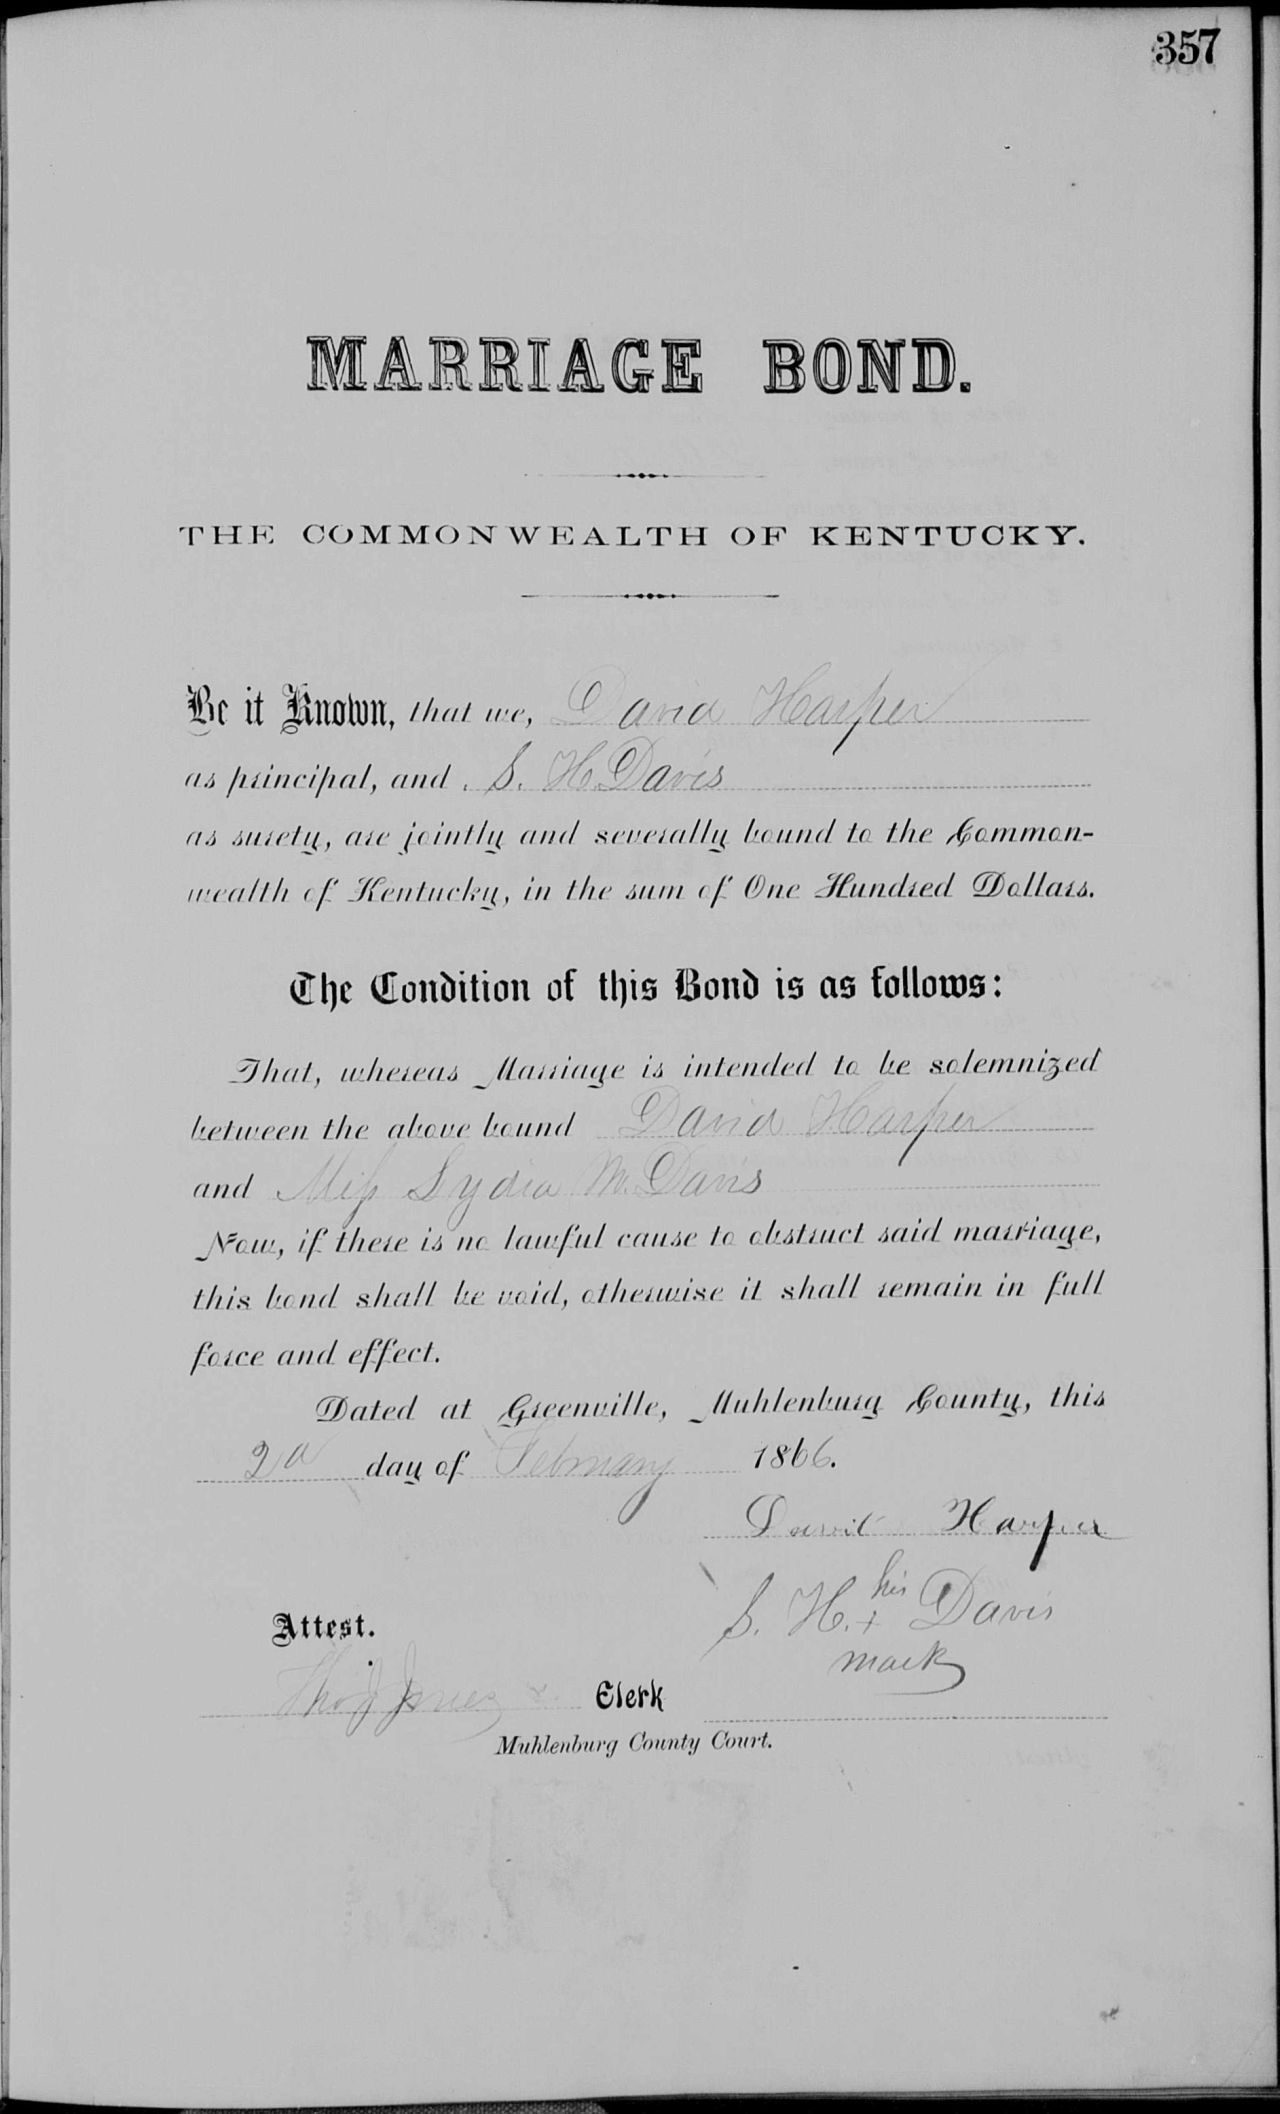 357
MARRIAGE BOND.
THE COMMONWEALTH OF KENTUCKY.
Be it Known, that we, David Harper
as principal, and S. H. Davis
as surety, are jointly and severally bound to the Common-
wealth of Kentucky, in the sum of One Hundred Dollars.
The Condition of this Bond is as follows:
That, whereas Marriage is intended to be solemnized
between the above bound David Harper
and Miss Lydia M. Davis
Now, if there is no lawful cause to obstruct said marriage,
this bond shall be void, otherwise it shall remain in full
force and effect.
Dated at Greenville, Muhlenburg County, this
2d day of February 1866.
David Harper
S. H. his + Davis
mark
Attest.
Tho J Jones Clerk
Muhlenburg County Court.